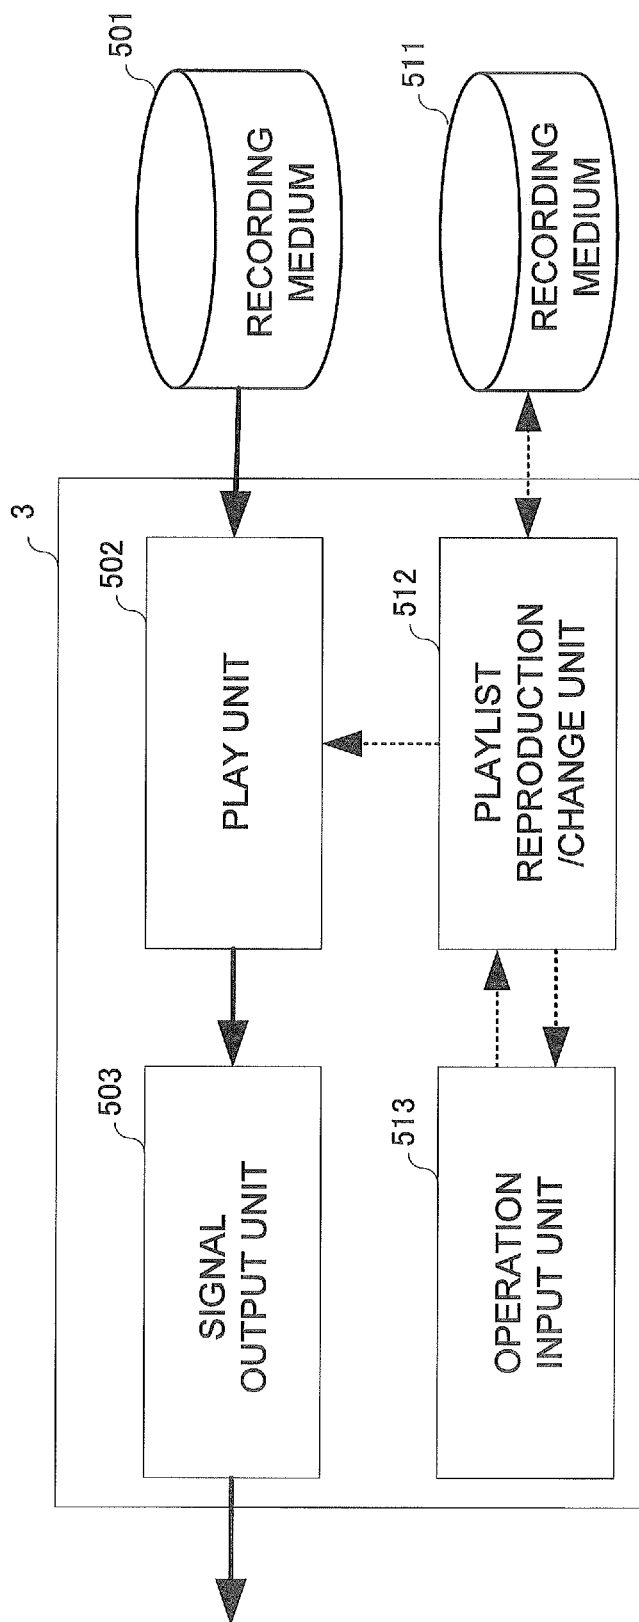 501
RECORDING
MEDIUM
511
RECORDING
MEDIUM
3
502
PLAY UNIT
512
PLAYLIST
REPRODUCTION
/CHANGE UNIT
503
SIGNAL
OUTPUT UNIT
513
OPERATION
INPUT UNIT